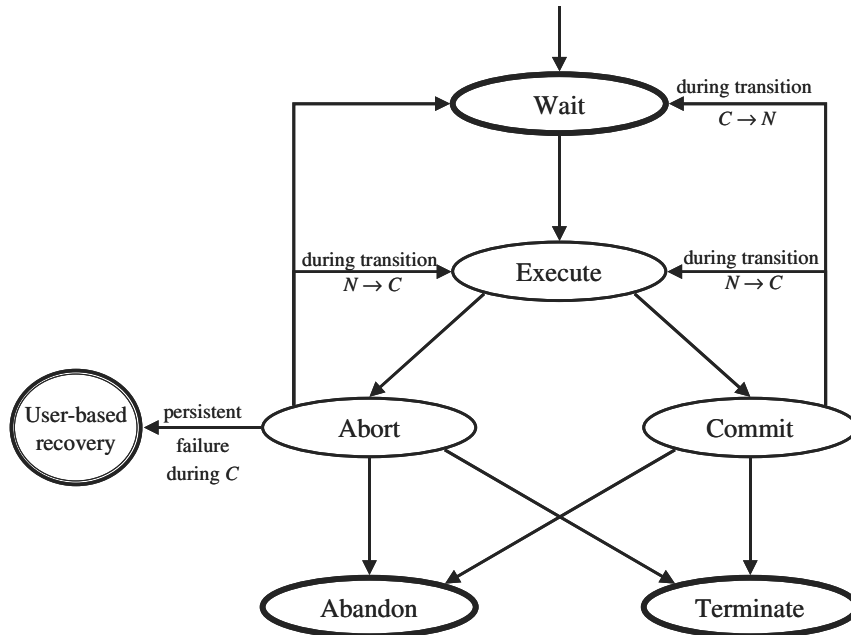 during transition
Wait
C → N
during transition
during transition
Execute
N → C
N → C
User-based
recovery
persistent
failure
during C
Abort
Commit
Abandon
Terminate